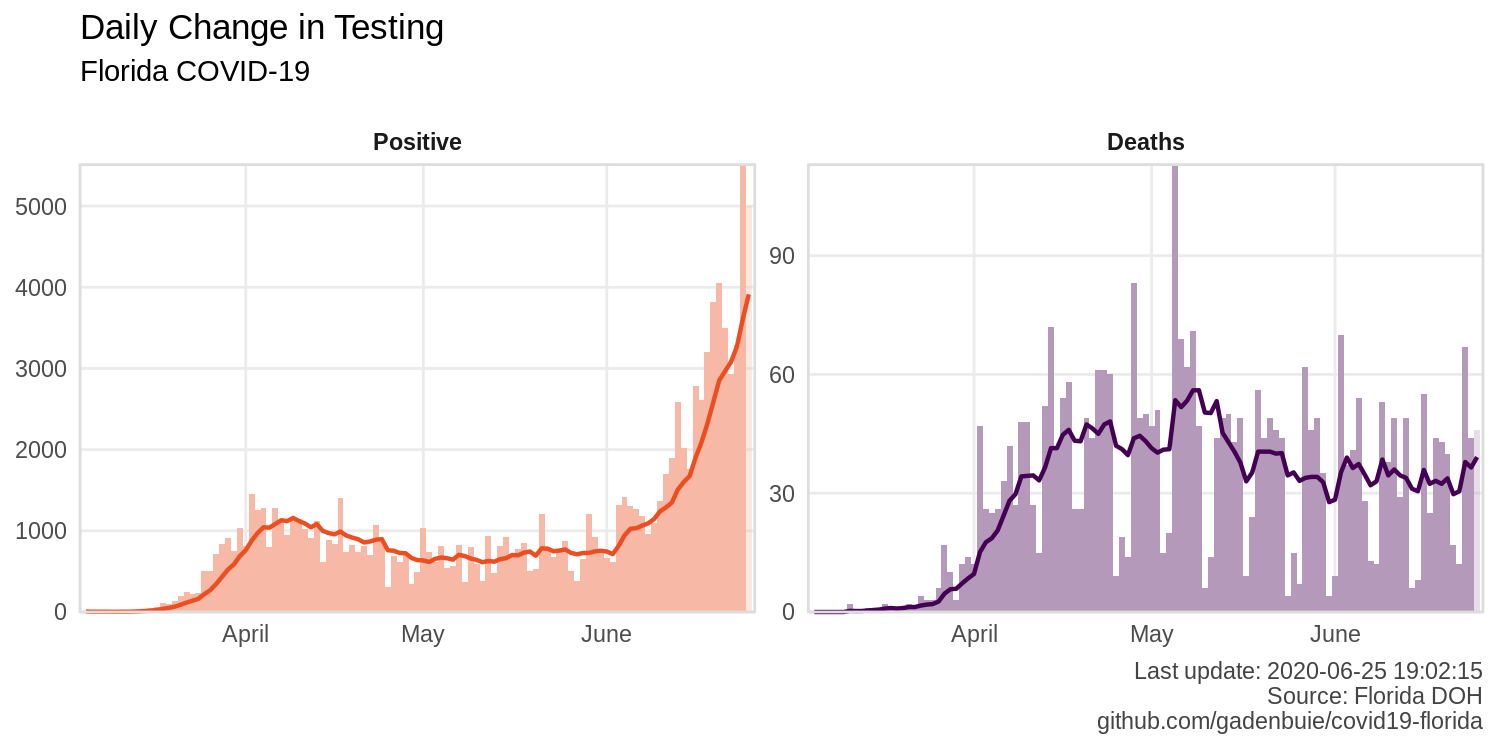 Daily Change in Testing
Florida COVID-19
Positive
5000
4000
3000
2000
1000
0
April May June
Deaths
90
60
30
0
April May June
Last update: 2020-06-25 19:02:15
Source: Florida DOH
github.com/gadenbuie/covid19-florida